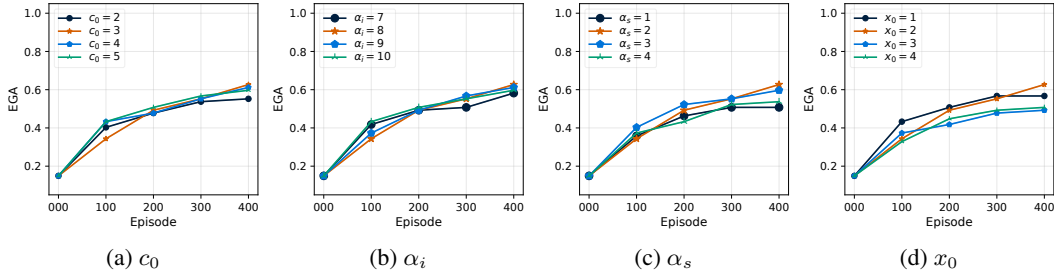 1.0
0.8
0.6
0.4
0.2
EGA
000 100 200 300 400
Episode
c₀ = 2
c₀ = 3
c₀ = 4
c₀ = 5
(a) c₀
1.0
0.8
0.6
0.4
0.2
EGA
000 100 200 300 400
Episode
αᵢ = 7
αᵢ = 8
αᵢ = 9
αᵢ = 10
(b) αᵢ
1.0
0.8
0.6
0.4
0.2
EGA
000 100 200 300 400
Episode
αₛ = 1
αₛ = 2
αₛ = 3
αₛ = 4
(c) αₛ
1.0
0.8
0.6
0.4
0.2
EGA
000 100 200 300 400
Episode
x₀ = 1
x₀ = 2
x₀ = 3
x₀ = 4
(d) x₀